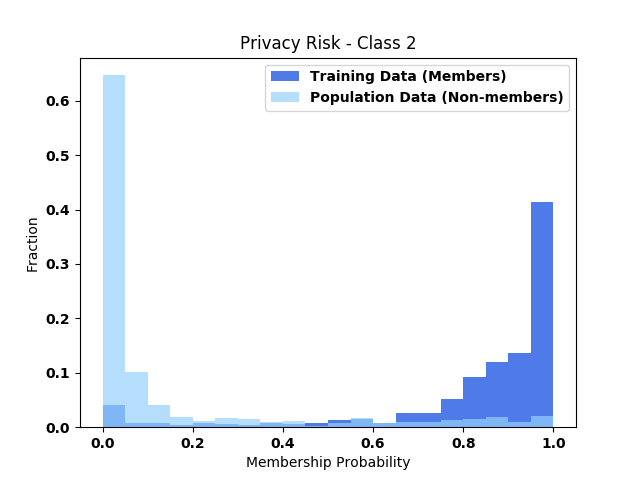 Privacy Risk - Class 2
Training Data (Members)
Population Data (Non-members)
Fraction
0.6
0.5
0.4
0.3
0.2
0.1
0.0
0.0 0.2 0.4 0.6 0.8 1.0
Membership Probability